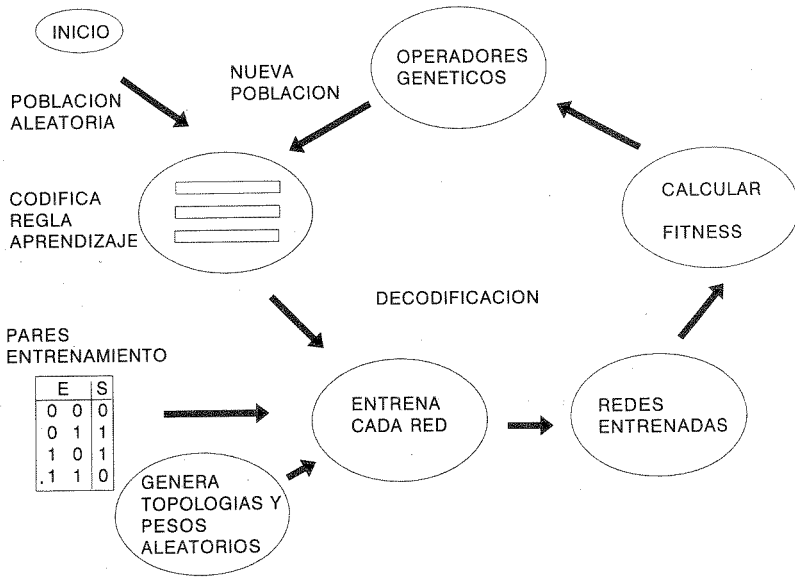 INICIO
OPERADORES
GENETICOS
NUEVA
POBLACION
POBLACION
ALEATORIA
CODIFICA
REGLA
APRENDIZAJE
CALCULAR
FITNESS
DECODIFICACION
PARES
ENTRENAMIENTO
E S
0 0 0
0 1 1
1 0 1
.1 1 0
ENTRENA
CADA RED
REDES
ENTRENADAS
GENERA
TOPOLOGIAS Y
PESOS
ALEATORIOS